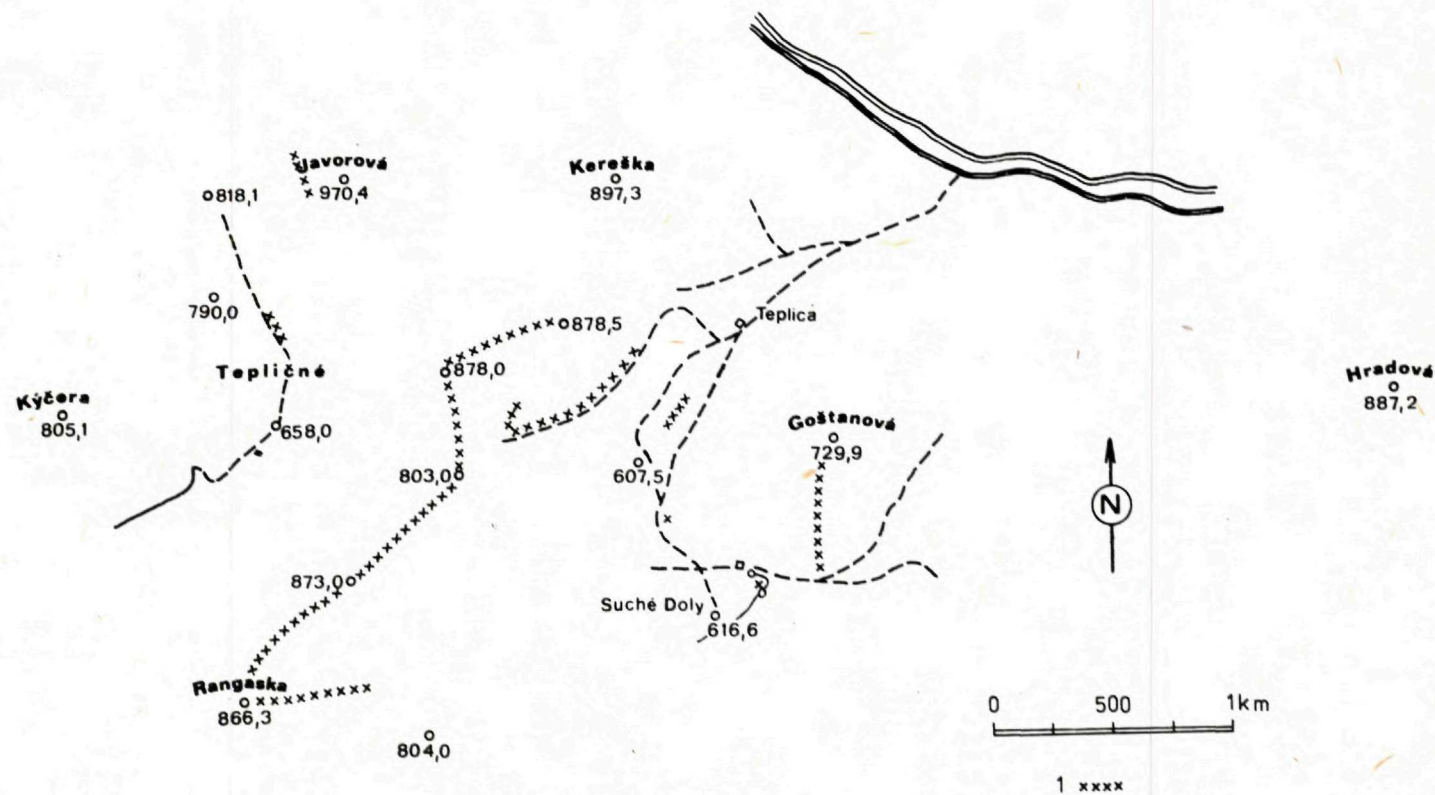 Javorová
970,4
Kereška
897,3
818,1
790,0
Teplica
878,5
Tepličné
878,0
Kýčera
805,1
658,0
Goštanová
729,9
Hradová
887,2
803,0
607,5
N
873,0
Suché Doly
616,6
Rangaska
866,3
804,0
0 500 1km
1 xxxx